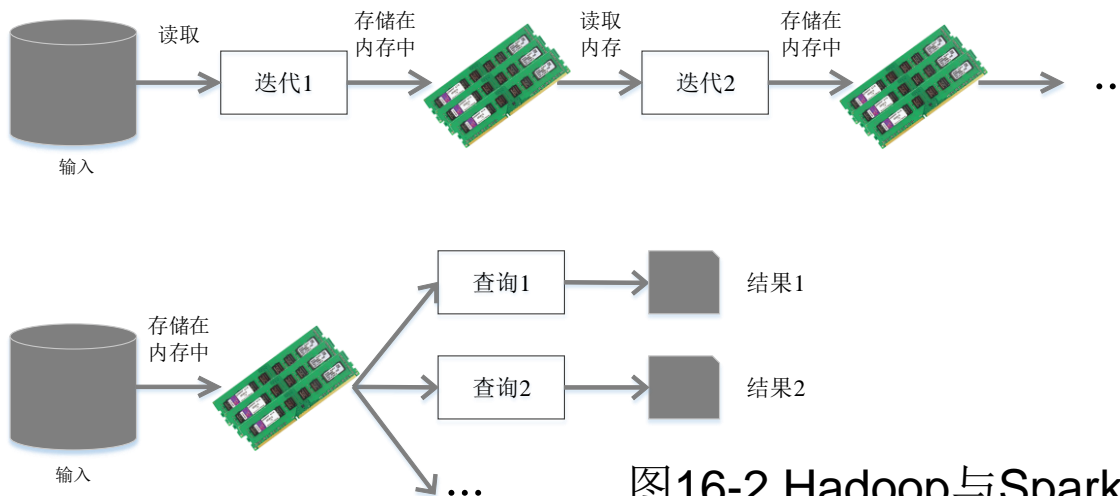 读取
存储在
内存中
读取
内存
存储在
内存中
迭代1
迭代2
...
输入
查询1
结果1
存储在
内存中
查询2
结果2
输入
...
图16-2 Hadoop与Spark